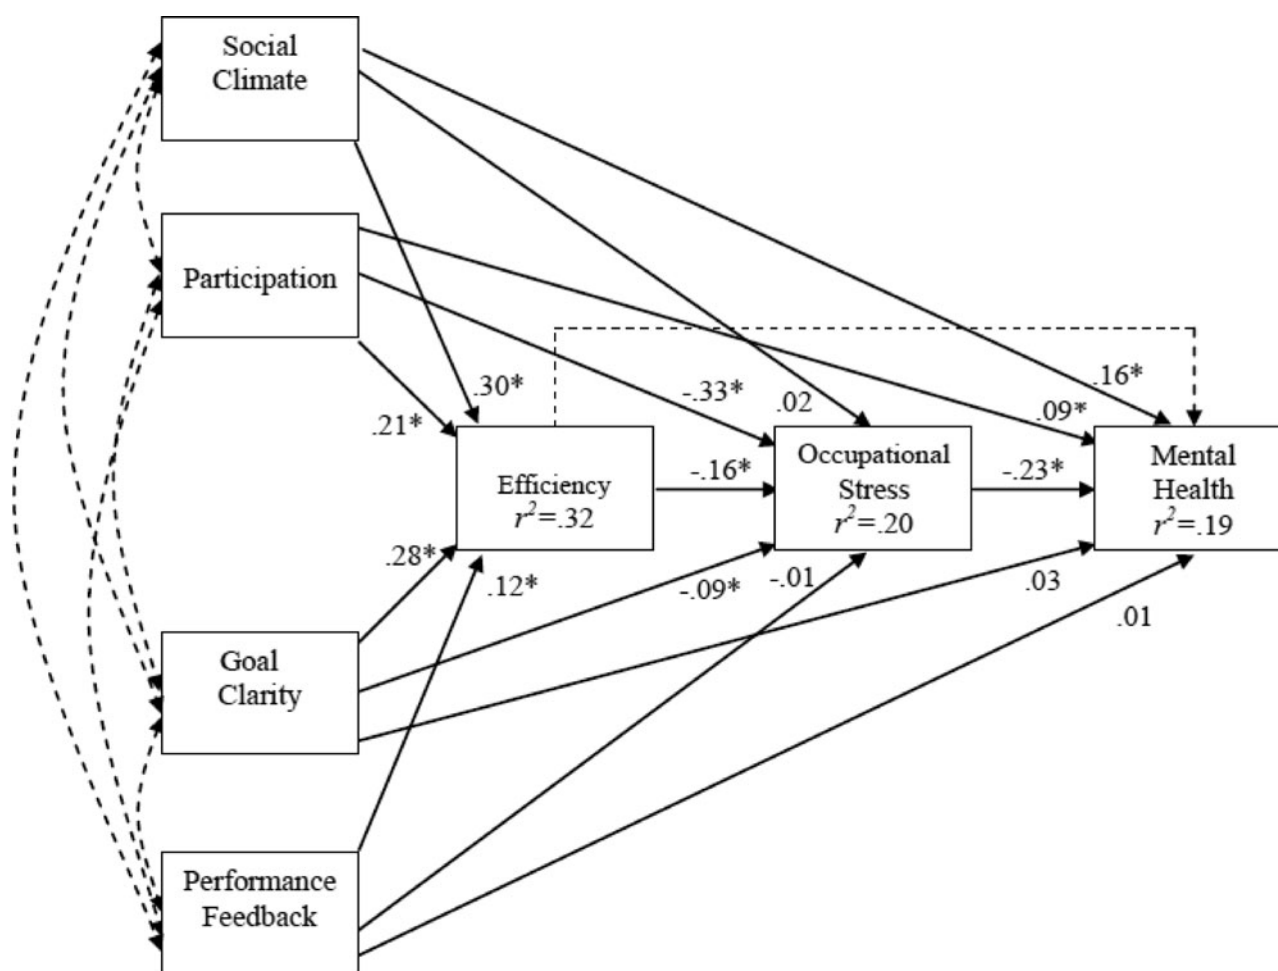 Social
Climate
Participation
.30*
-.33*
.02
.16*
.09*
.21*
Efficiency
r²=.32
-.16*
Occupational
Stress
r²=.20
-.23*
Mental
Health
r²=.19
.28*
.12*
-.09*
-.01
.03
.01
Goal
Clarity
Performance
Feedback